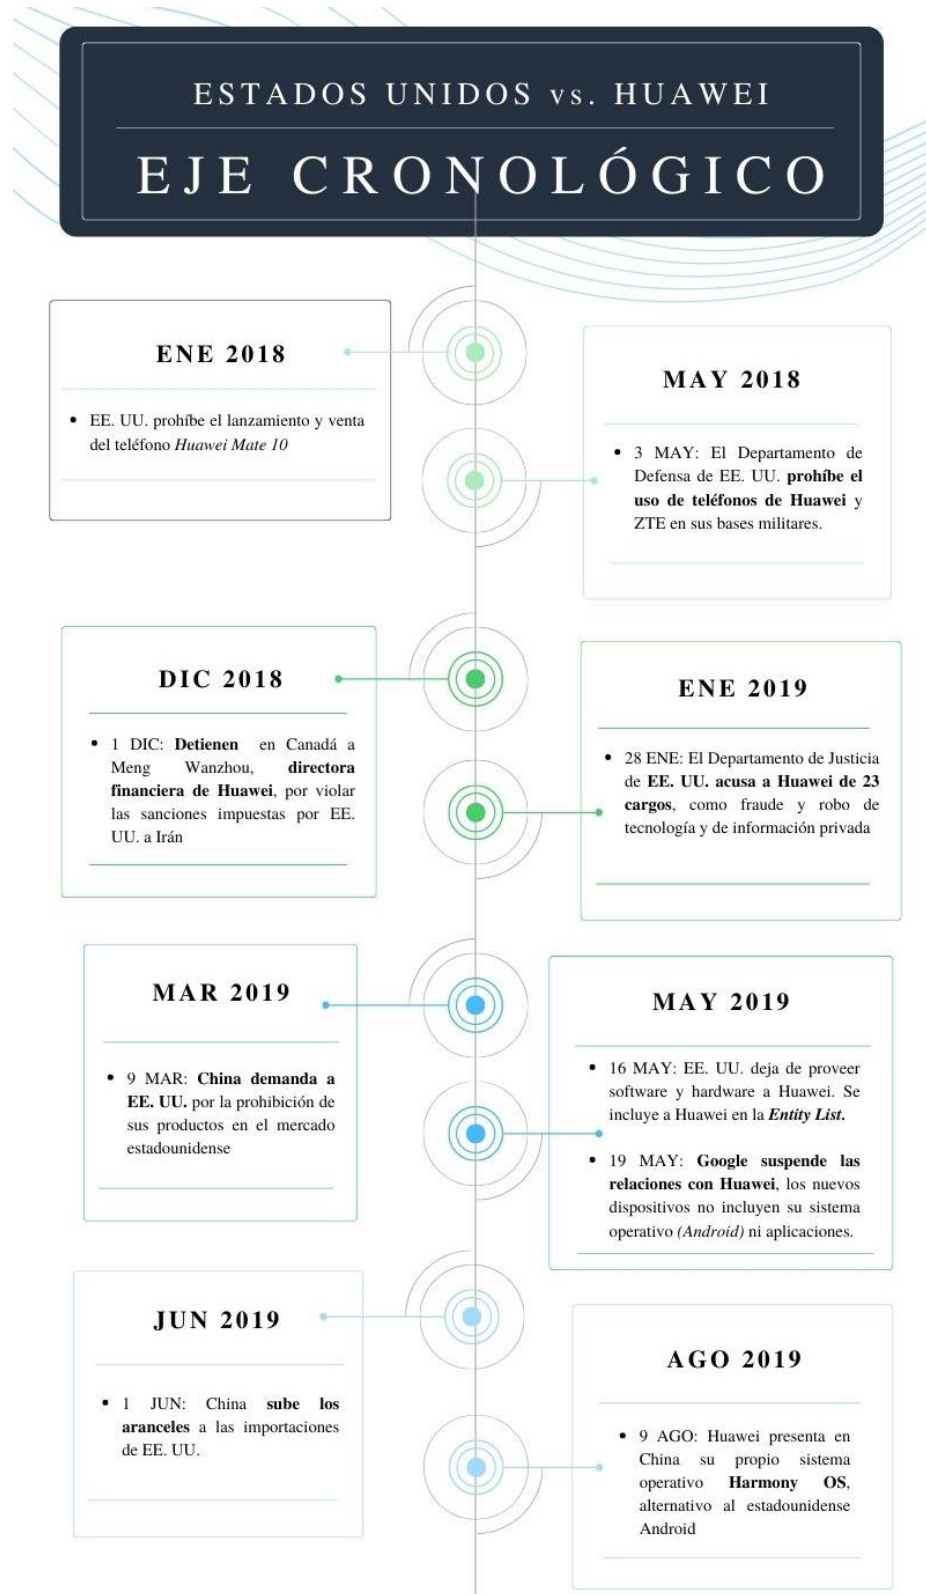 ESTADOS UNIDOS vs. HUAWEI
EJE CRONOLÓGICO
ENE 2018
• EE. UU. prohíbe el lanzamiento y venta
del teléfono Huawei Mate 10
MAY 2018
• 3 MAY: El Departamento de
Defensa de EE. UU. prohíbe el
uso de teléfonos de Huawei y
ZTE en sus bases militares.
DIC 2018
• 1 DIC: Detienen en Canadá a
Meng Wanzhou, directora
financiera de Huawei, por violar
las sanciones impuestas por EE.
UU. a Irán
ENE 2019
• 28 ENE: El Departamento de Justicia
de EE. UU. acusa a Huawei de 23
cargos, como fraude y robo de
tecnología y de información privada
MAR 2019
• 9 MAR: China demanda a
EE. UU. por la prohibición de
sus productos en el mercado
estadounidense
MAY 2019
• 16 MAY: EE. UU. deja de proveer
software y hardware a Huawei. Se
incluye a Huawei en la Entity List.
• 19 MAY: Google suspende las
relaciones con Huawei, los nuevos
dispositivos no incluyen su sistema
operativo (Android) ni aplicaciones.
JUN 2019
• 1 JUN: China sube los
aranceles a las importaciones
de EE. UU.
AGO 2019
• 9 AGO: Huawei presenta en
China su propio sistema
operativo Harmony OS,
alternativo al estadounidense
Android